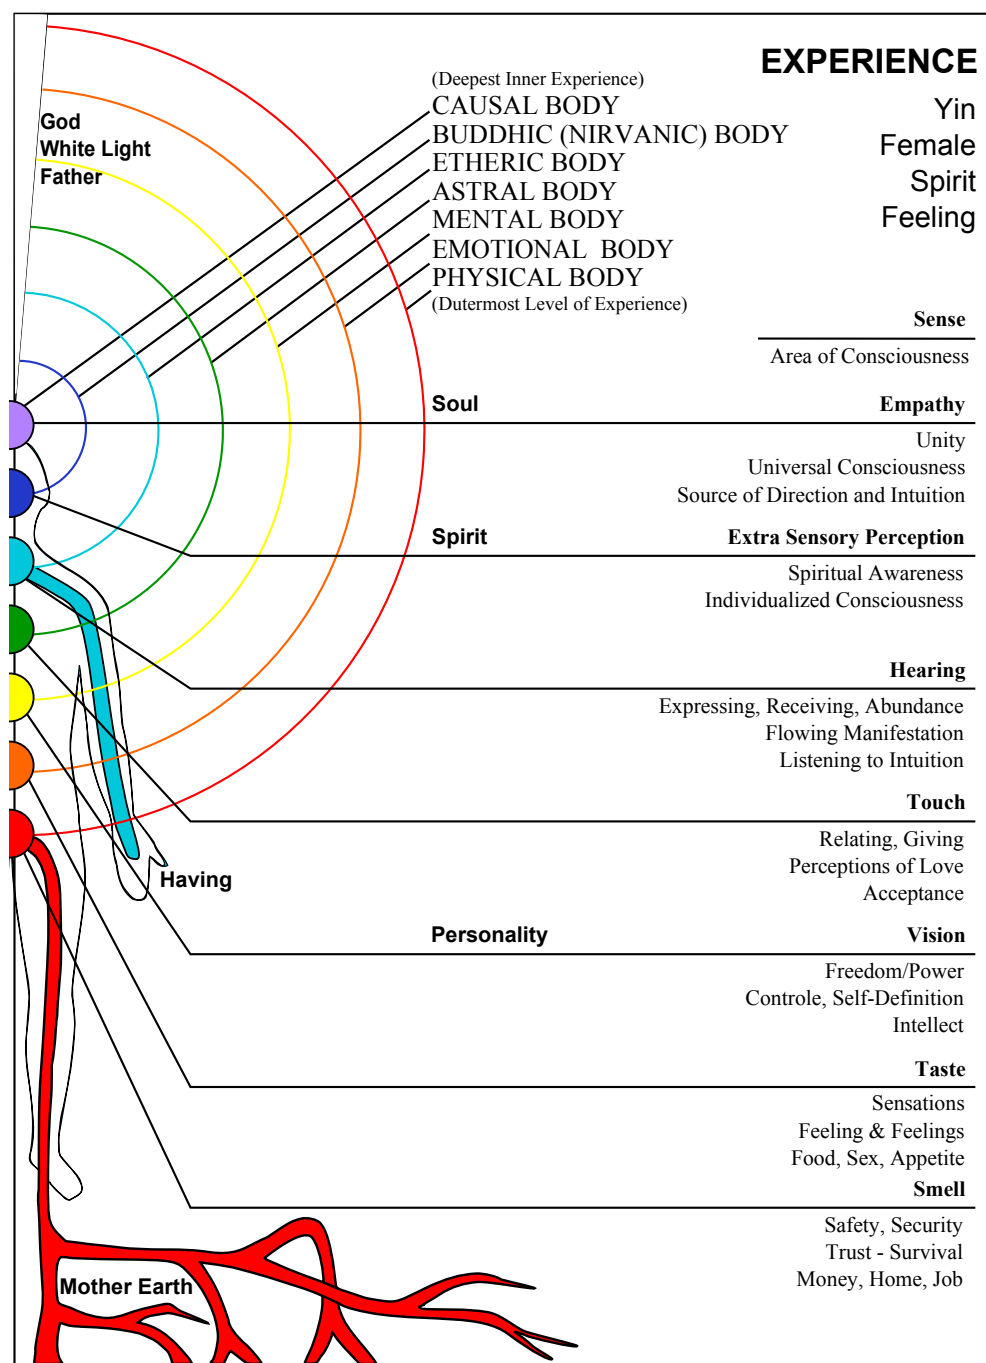 EXPERIENCE
Yin
Female
Spirit
Feeling
(Deepest Inner Experience)
CAUSAL BODY
BUDDHIC (NIRVANIC) BODY
ETHERIC BODY
ASTRAL BODY
MENTAL BODY
EMOTIONAL BODY
PHYSICAL BODY
(Dutermost Level of Experience)
God
White Light
Father
Sense
Area of Consciousness
Soul
Empathy
Unity
Universal Consciousness
Source of Direction and Intuition
Spirit
Extra Sensory Perception
Spiritual Awareness
Individualized Consciousness
Hearing
Expressing, Receiving, Abundance
Flowing Manifestation
Listening to Intuition
Touch
Relating, Giving
Perceptions of Love
Acceptance
Having
Personality
Vision
Freedom/Power
Controle, Self-Definition
Intellect
Taste
Sensations
Feeling & Feelings
Food, Sex, Appetite
Smell
Safety, Security
Trust - Survival
Money, Home, Job
Mother Earth